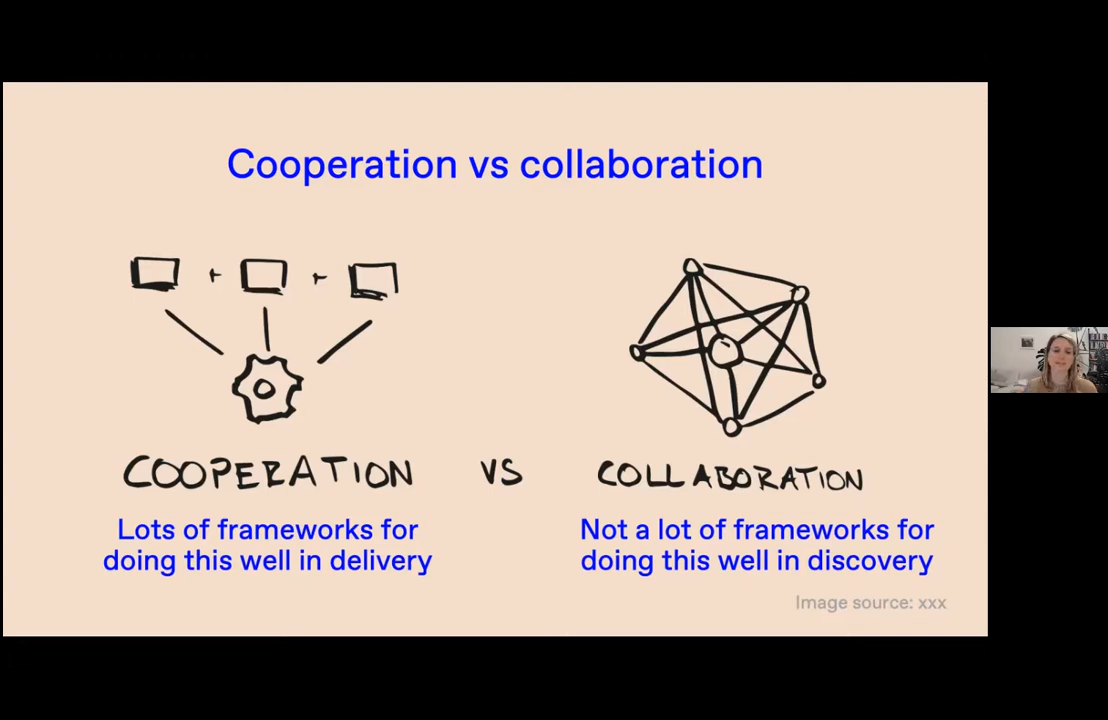 Cooperation vs collaboration
COOPERATION VS COLLABORATION
Lots of frameworks for
doing this well in delivery
Not a lot of frameworks for
doing this well in discovery
Image source: xxx